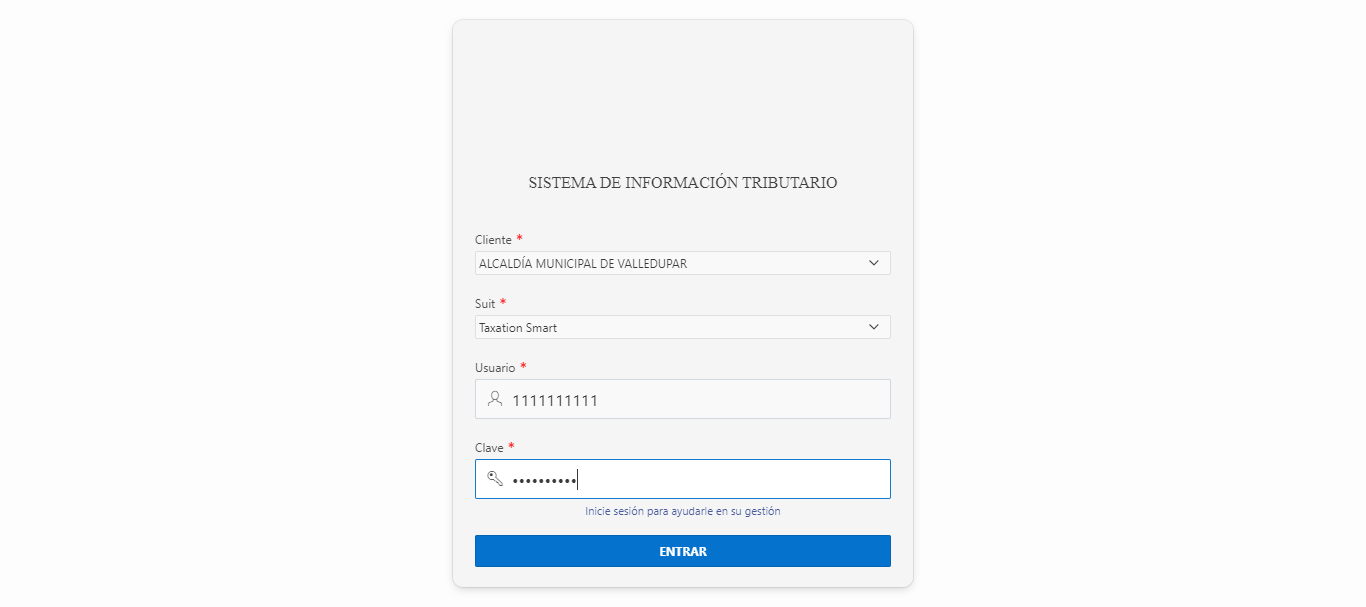 SISTEMA DE INFORMACIÓN TRIBUTARIO
Cliente *
ALCALDÍA MUNICIPAL DE VALLEDUPAR
Suit *
Taxation Smart
Usuario *
1111111111
Clave *
••••••••••
Inicie sesión para ayudarle en su gestión
ENTRAR